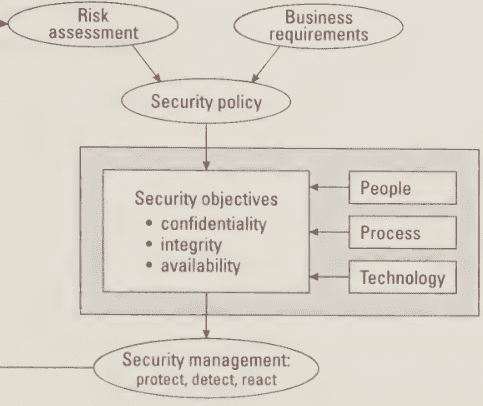 Risk
assessment
Business
requirements
Security policy
Security objectives
• confidentiality
• integrity
• availability
People
Process
Technology
Security management:
protect, detect, react